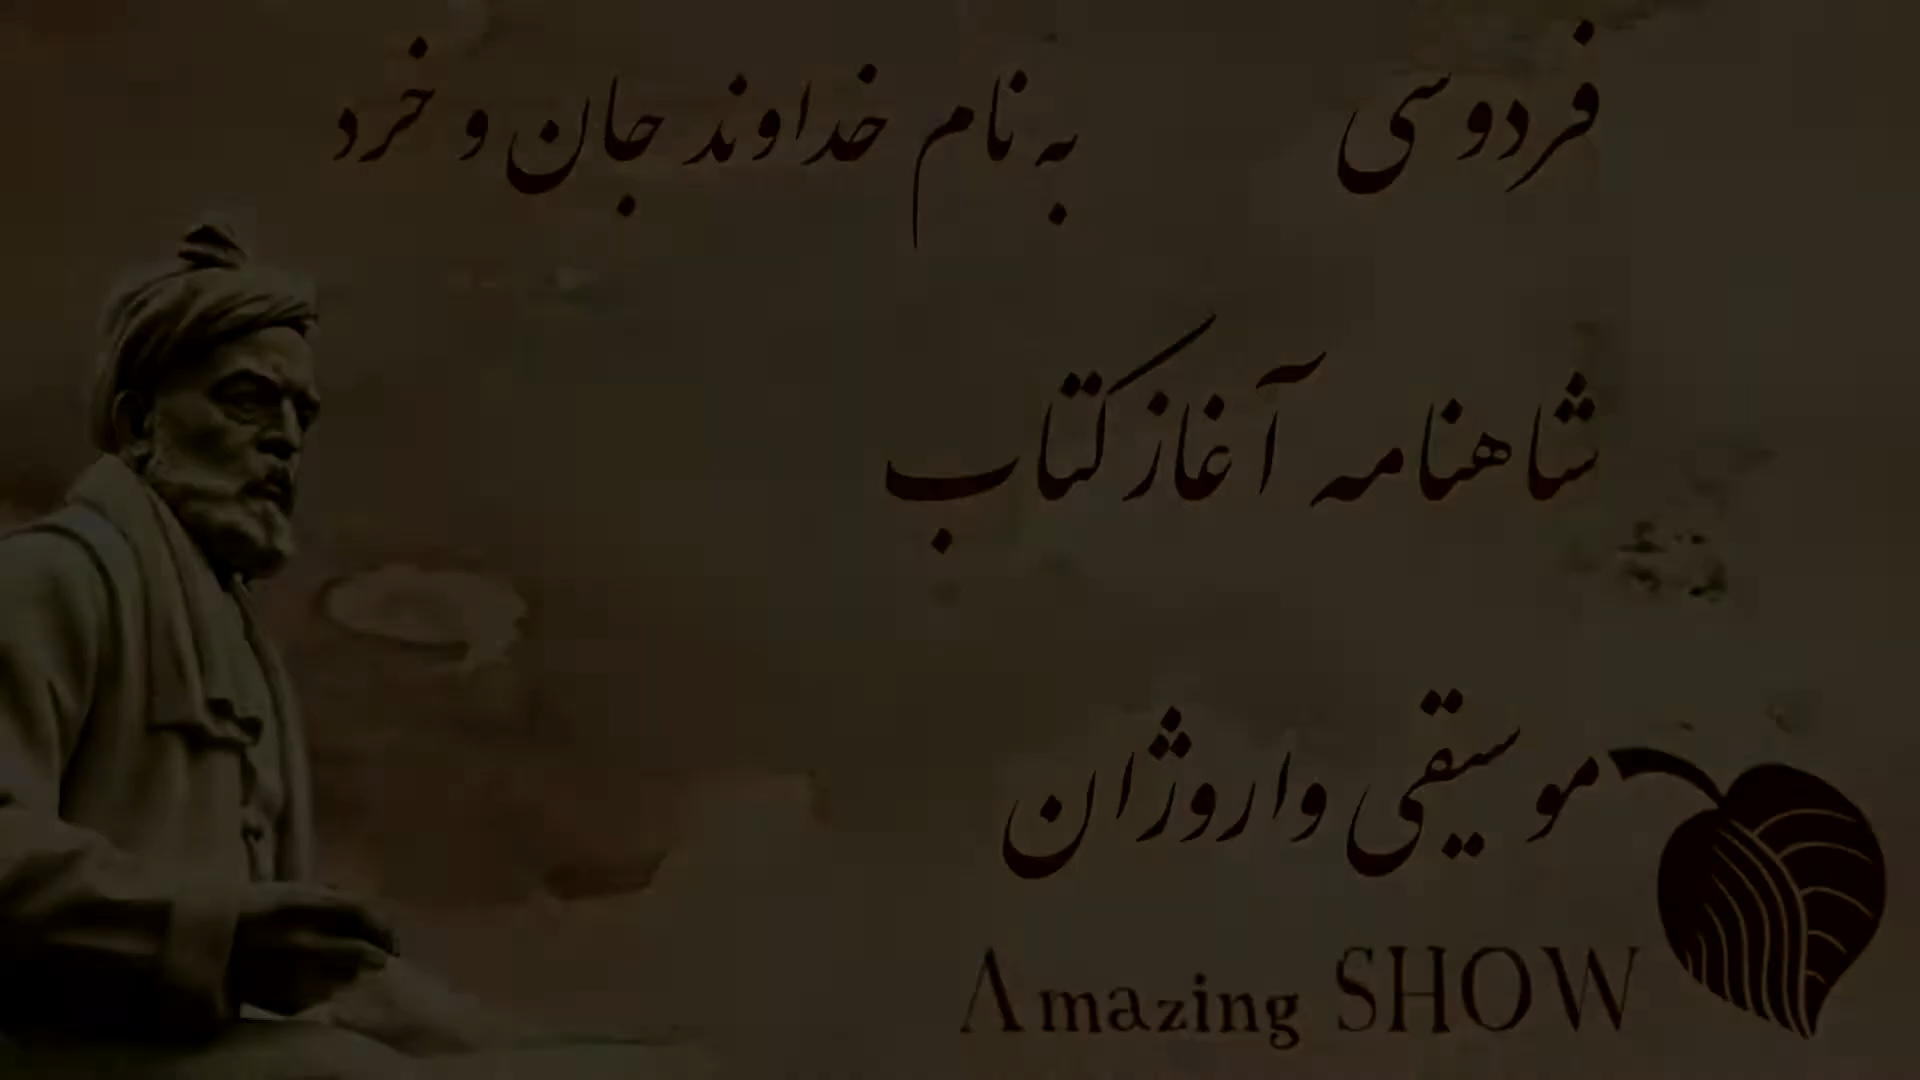 فردوسی به نام خداوند جان و خرد
شاهنامه آغاز کتاب
موسیقی واروژان
Amazing SHOW